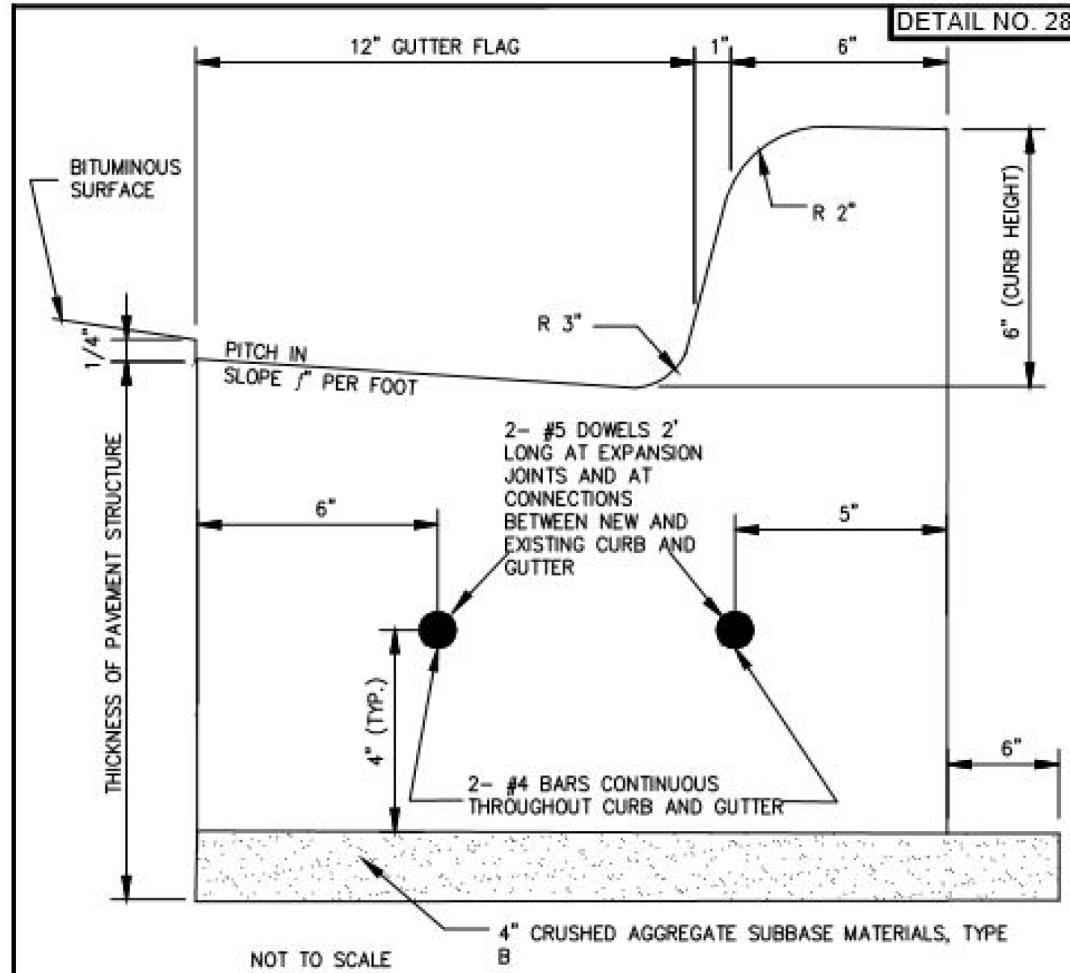 DETAIL NO. 28
12" GUTTER FLAG
1"
6"
BITUMINOUS
SURFACE
R 2"
6" (CURB HEIGHT)
R 3"
1/4"
PITCH IN
SLOPE ƒ" PER FOOT
THICKNESS OF PAVEMENT STRUCTURE
2- #5 DOWELS 2'
LONG AT EXPANSION
JOINTS AND AT
CONNECTIONS
BETWEEN NEW AND
EXISTING CURB AND
GUTTER
6"
5"
4" (TYP.)
6"
2- #4 BARS CONTINUOUS
THROUGHOUT CURB AND GUTTER
4" CRUSHED AGGREGATE SUBBASE MATERIALS, TYPE
B
NOT TO SCALE